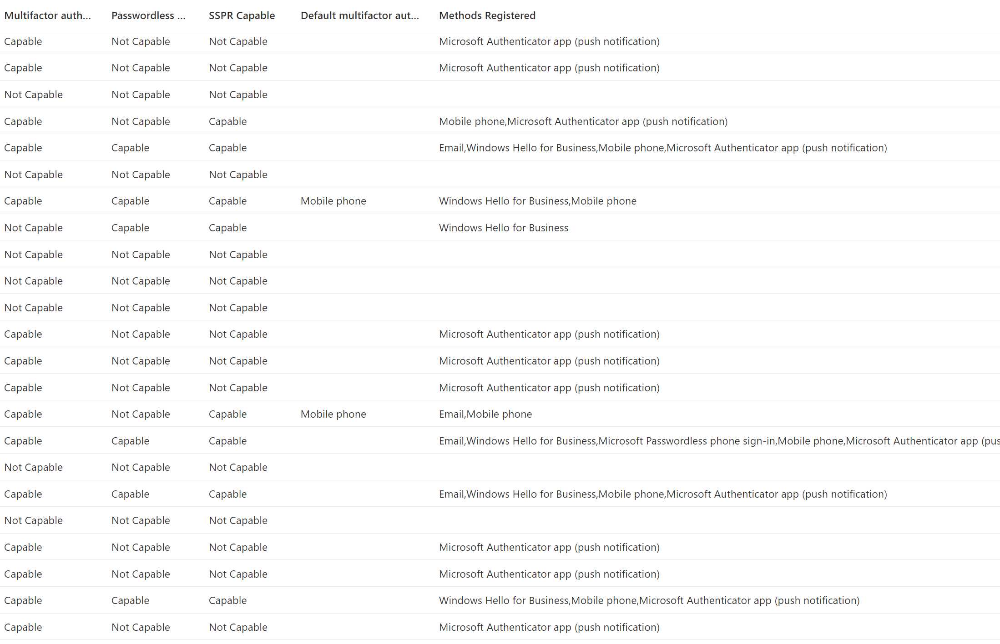 Multifactor auth... Passwordless ... SSPR Capable Default multifactor aut... Methods Registered
Capable Not Capable Not Capable Microsoft Authenticator app (push notification)
Capable Not Capable Not Capable Microsoft Authenticator app (push notification)
Not Capable Not Capable Not Capable
Capable Not Capable Capable Mobile phone,Microsoft Authenticator app (push notification)
Capable Capable Capable Email,Windows Hello for Business,Mobile phone,Microsoft Authenticator app (push notification)
Not Capable Not Capable Not Capable
Capable Capable Capable Mobile phone Windows Hello for Business,Mobile phone
Not Capable Capable Capable Windows Hello for Business
Not Capable Not Capable Not Capable
Not Capable Not Capable Not Capable
Not Capable Not Capable Not Capable
Capable Not Capable Not Capable Microsoft Authenticator app (push notification)
Capable Not Capable Not Capable Microsoft Authenticator app (push notification)
Capable Not Capable Not Capable Microsoft Authenticator app (push notification)
Capable Not Capable Capable Mobile phone Email,Mobile phone
Capable Capable Capable Email,Windows Hello for Business,Microsoft Passwordless phone sign-in,Mobile phone,Microsoft Authenticator app (pus
Not Capable Not Capable Not Capable
Capable Capable Capable Email,Windows Hello for Business,Mobile phone,Microsoft Authenticator app (push notification)
Not Capable Not Capable Not Capable
Capable Not Capable Not Capable Microsoft Authenticator app (push notification)
Capable Not Capable Not Capable Microsoft Authenticator app (push notification)
Capable Capable Capable Windows Hello for Business,Mobile phone,Microsoft Authenticator app (push notification)
Capable Not Capable Not Capable Microsoft Authenticator app (push notification)